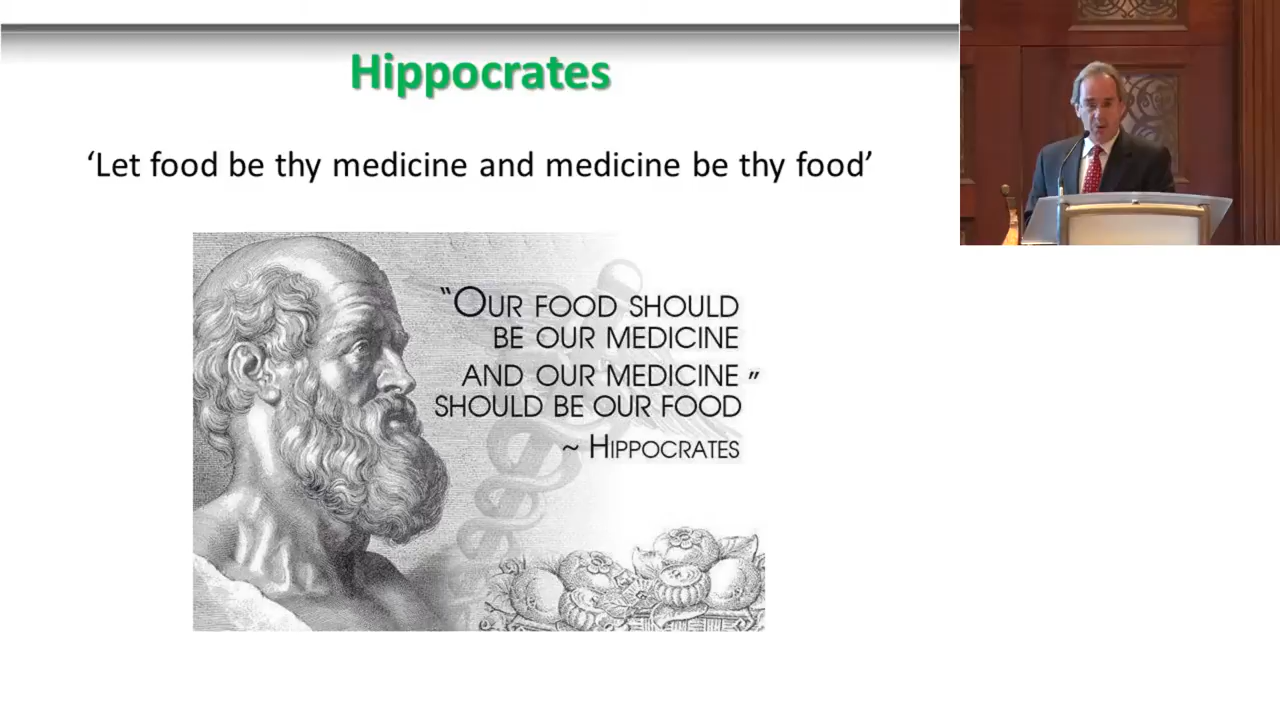 Hippocrates
‘Let food be thy medicine and medicine be thy food’
“OUR FOOD SHOULD
BE OUR MEDICINE
AND OUR MEDICINE ”
SHOULD BE OUR FOOD
~ HIPPOCRATES